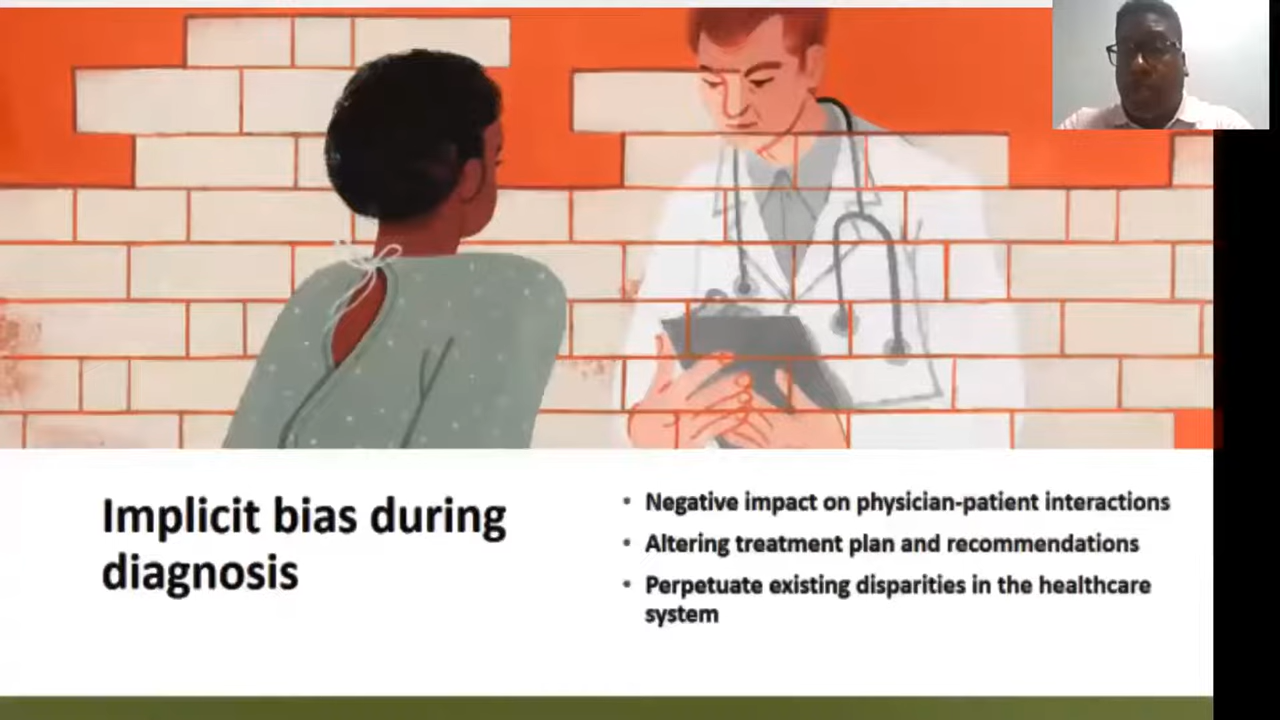 Implicit bias during
diagnosis
• Negative impact on physician-patient interactions
• Altering treatment plan and recommendations
• Perpetuate existing disparities in the healthcare
system